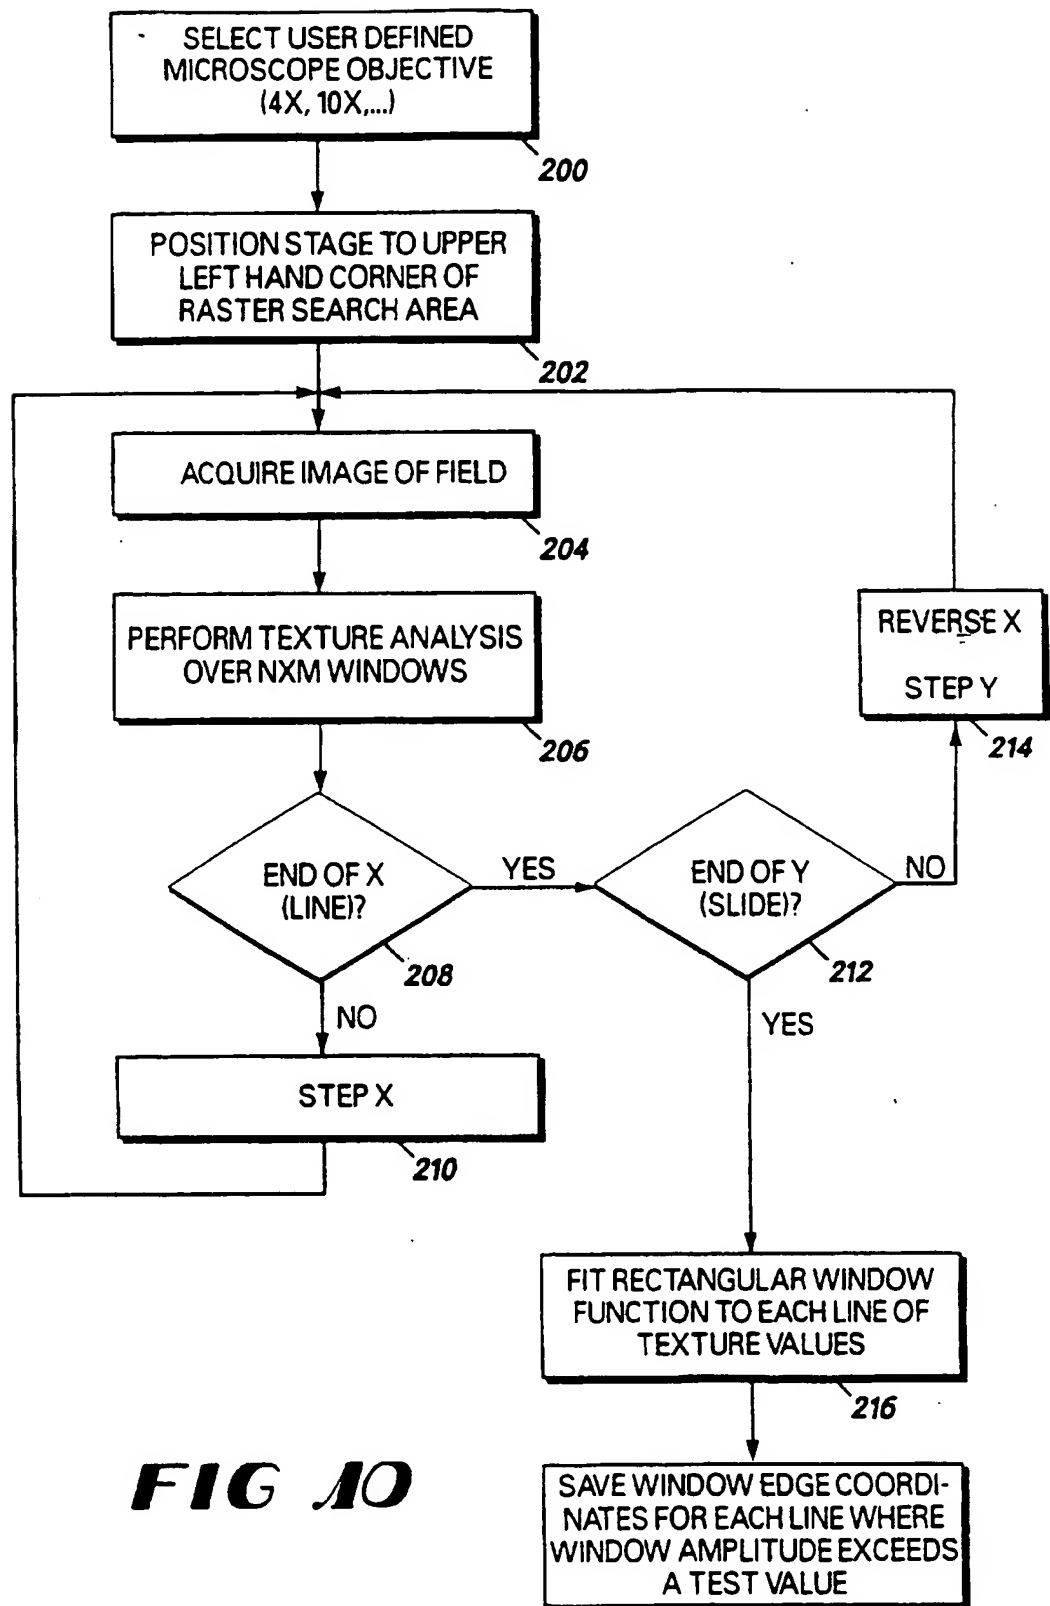 SELECT USER DEFINED
MICROSCOPE OBJECTIVE
(4X, 10X,...)
200
POSITION STAGE TO UPPER
LEFT HAND CORNER OF
RASTER SEARCH AREA
202
ACQUIRE IMAGE OF FIELD
204
PERFORM TEXTURE ANALYSIS
OVER NXM WINDOWS
206
REVERSE X
STEP Y
214
END OF X
(LINE)?
208
YES
END OF Y
(SLIDE)?
212
NO
NO
YES
STEP X
210
FIT RECTANGULAR WINDOW
FUNCTION TO EACH LINE OF
TEXTURE VALUES
216
SAVE WINDOW EDGE COORDI-
NATES FOR EACH LINE WHERE
WINDOW AMPLITUDE EXCEEDS
A TEST VALUE
FIG 10